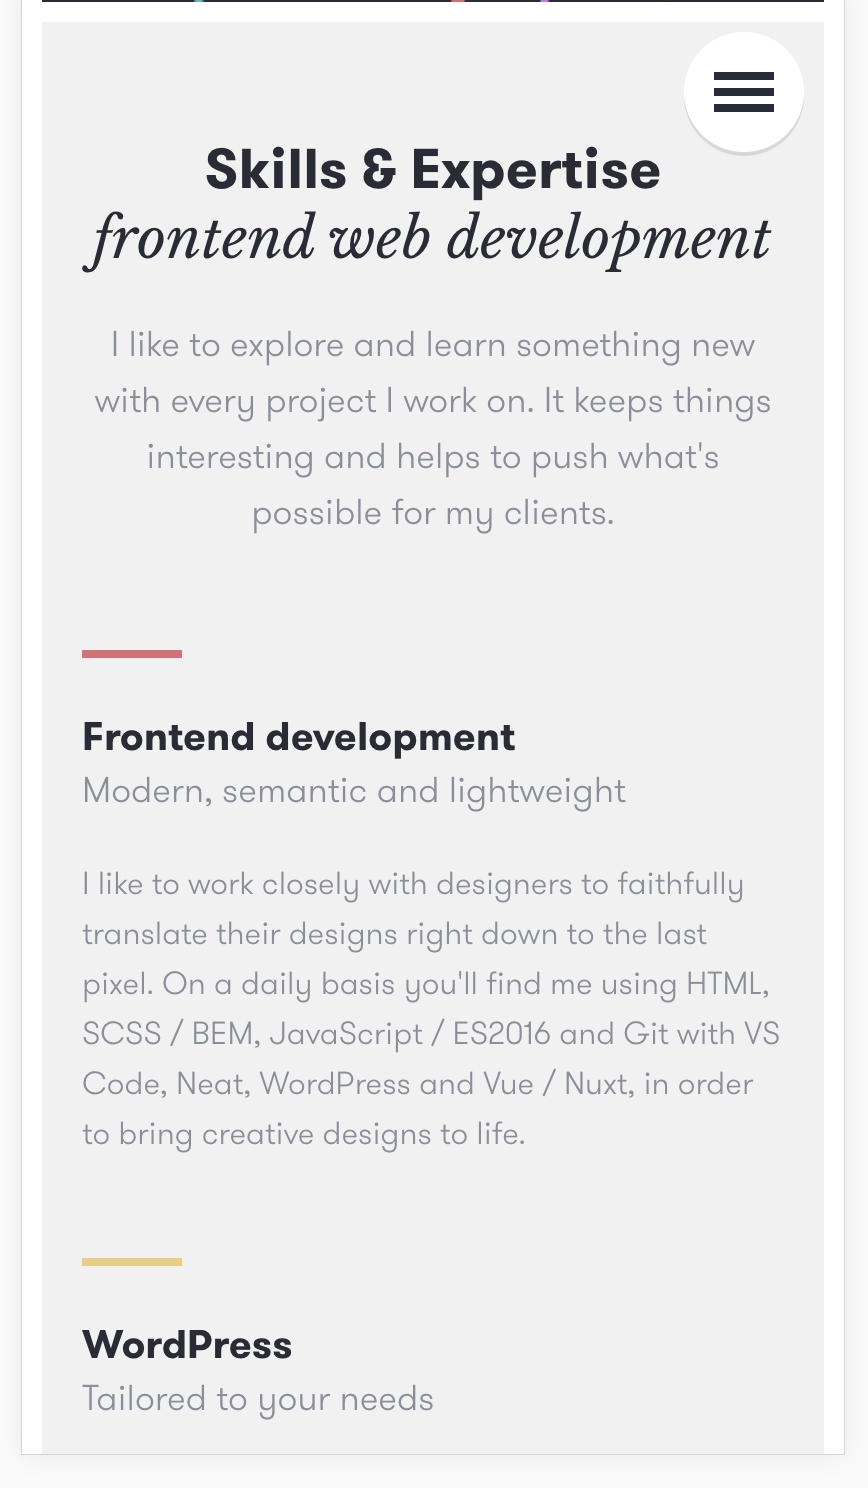 Skills & Expertise
frontend web development
I like to explore and learn something new
with every project I work on. It keeps things
interesting and helps to push what's
possible for my clients.
Frontend development
Modern, semantic and lightweight
I like to work closely with designers to faithfully
translate their designs right down to the last
pixel. On a daily basis you'll find me using HTML,
SCSS / BEM, JavaScript / ES2016 and Git with VS
Code, Neat, WordPress and Vue / Nuxt, in order
to bring creative designs to life.
WordPress
Tailored to your needs